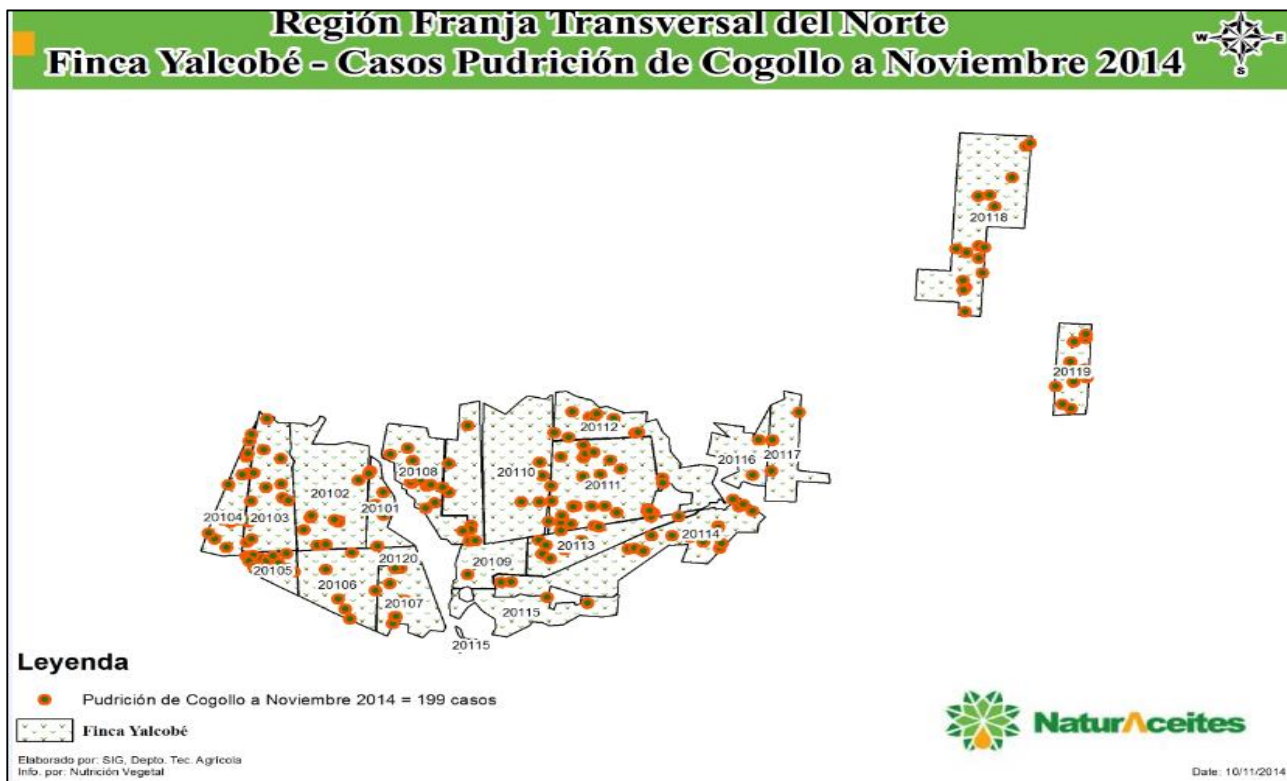 Región Franja Transversal del Norte
Finca Yalcobé - Casos Pudrición de Cogollo a Noviembre 2014
W E
S
20118
20119
20112
20116
20117
20108
20110
20111
20102
20101
20104
20103
20114
20113
20105
20120
20109
20106
20107
20115
20115
Leyenda
Pudrición de Cogollo a Noviembre 2014 = 199 casos
Finca Yalcobé
NaturAceites
Elaborado por: SIG, Depto. Tec. Agrícola
Info. por: Nutrición Vegetal
Date: 10/11/2014